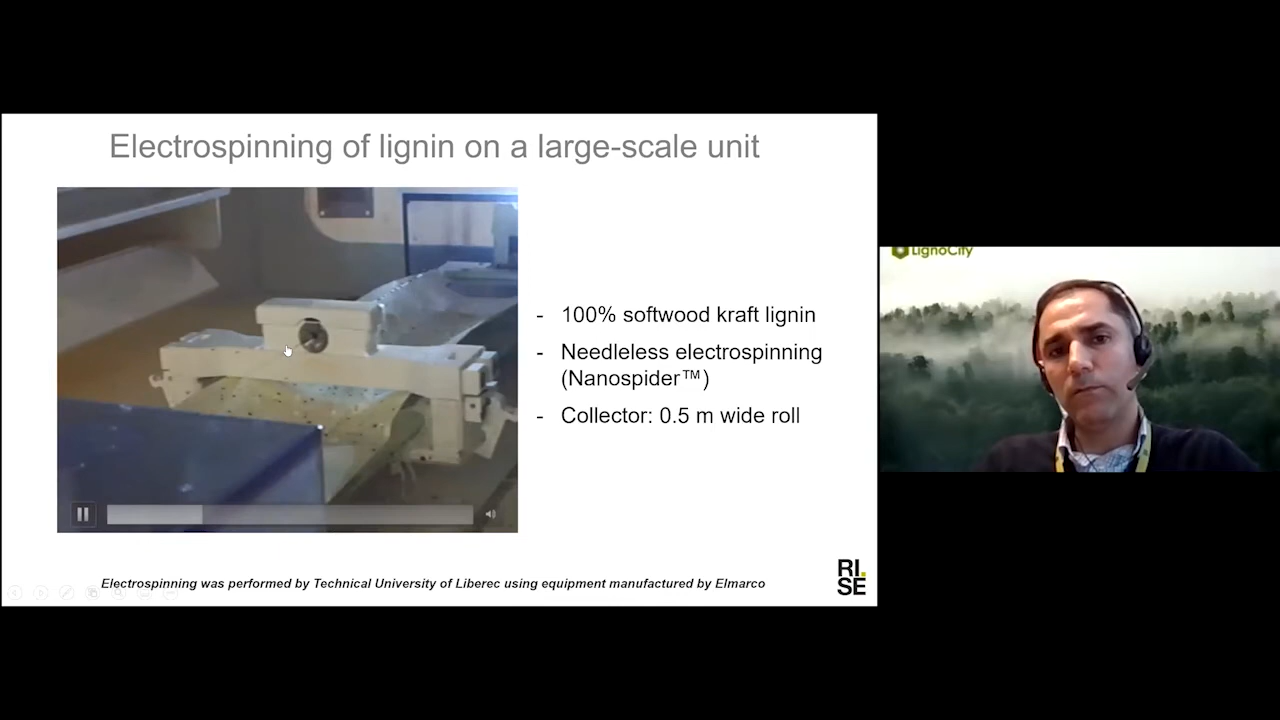 Electrospinning of lignin on a large-scale unit
- 100% softwood kraft lignin
- Needleless electrospinning
(Nanospider™)
- Collector: 0.5 m wide roll
Electrospinning was performed by Technical University of Liberec using equipment manufactured by Elmarco
RI.
SE
LignoCity